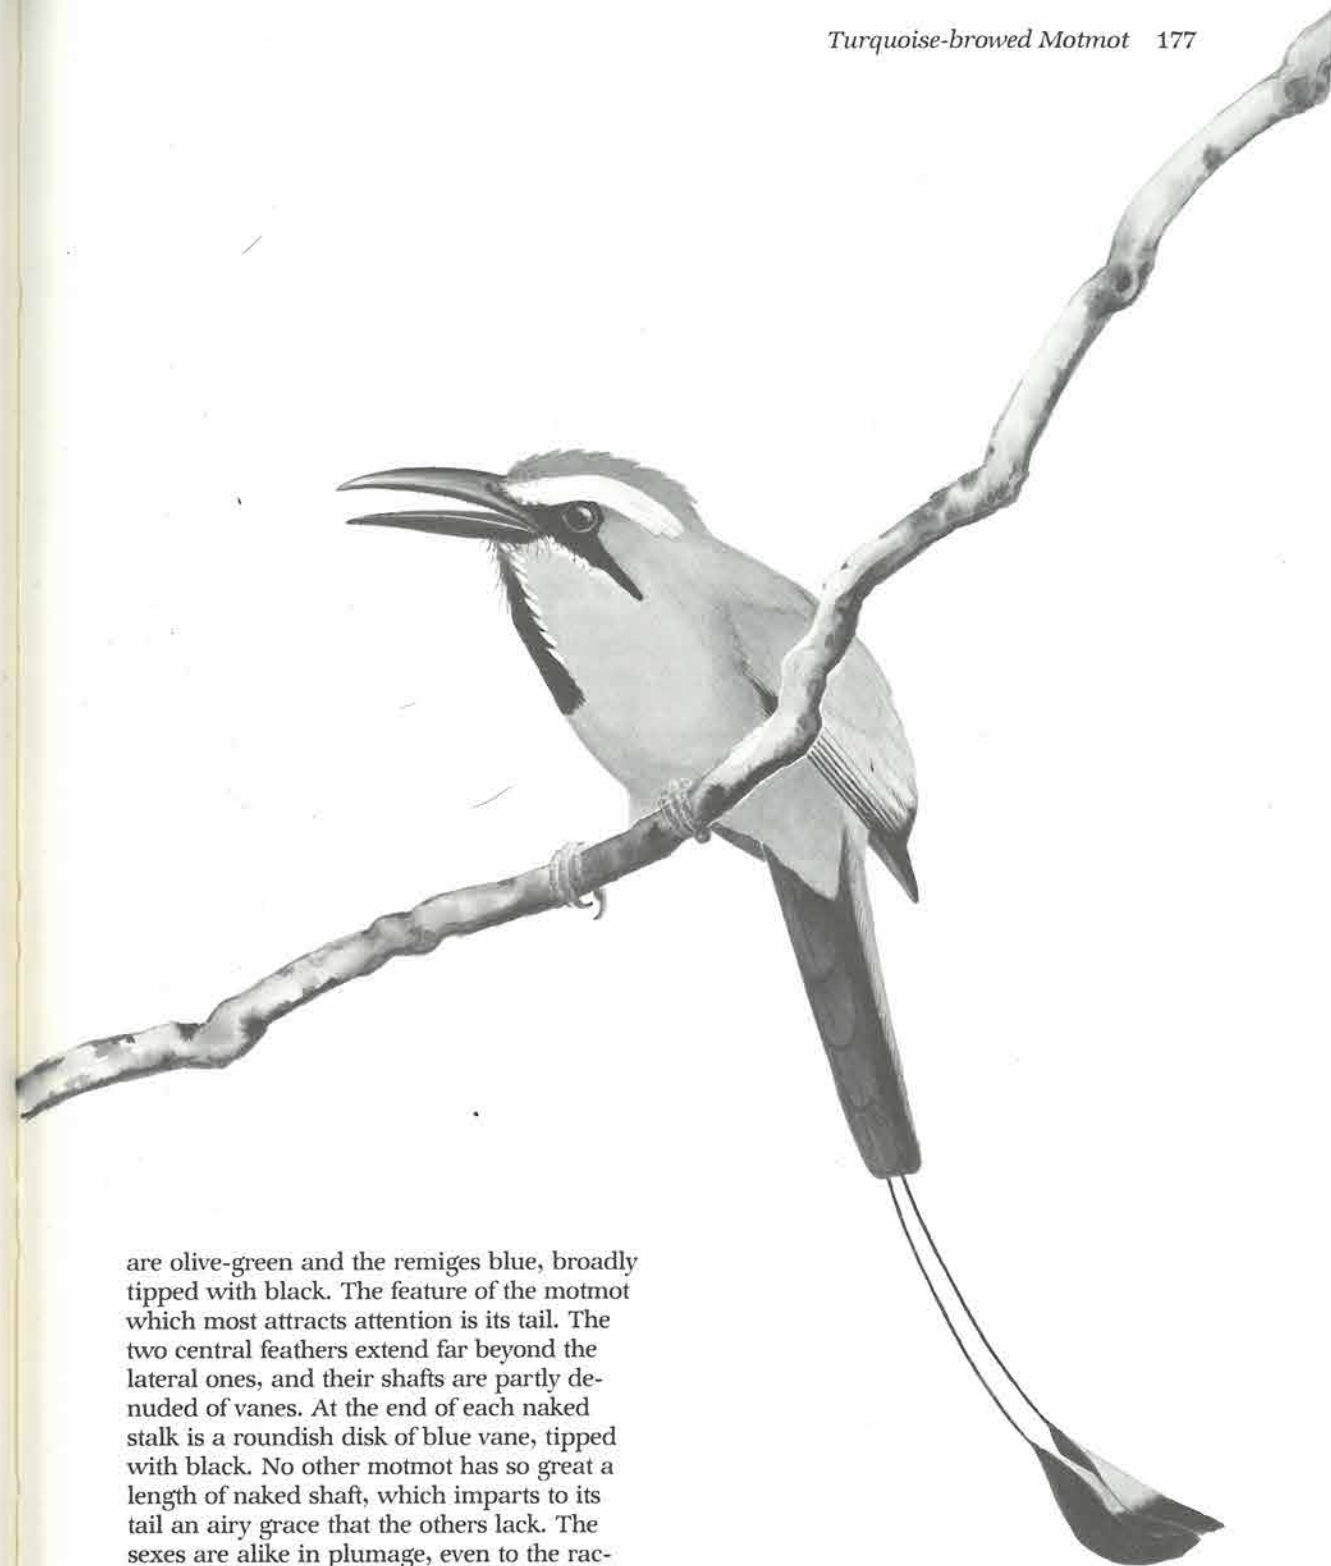 Turquoise-browed Motmot 177
are olive-green and the remiges blue, broadly
tipped with black. The feature of the motmot
which most attracts attention is its tail. The
two central feathers extend far beyond the
lateral ones, and their shafts are partly de-
nuded of vanes. At the end of each naked
stalk is a roundish disk of blue vane, tipped
with black. No other motmot has so great a
length of naked shaft, which imparts to its
tail an airy grace that the others lack. The
sexes are alike in plumage, even to the rac-